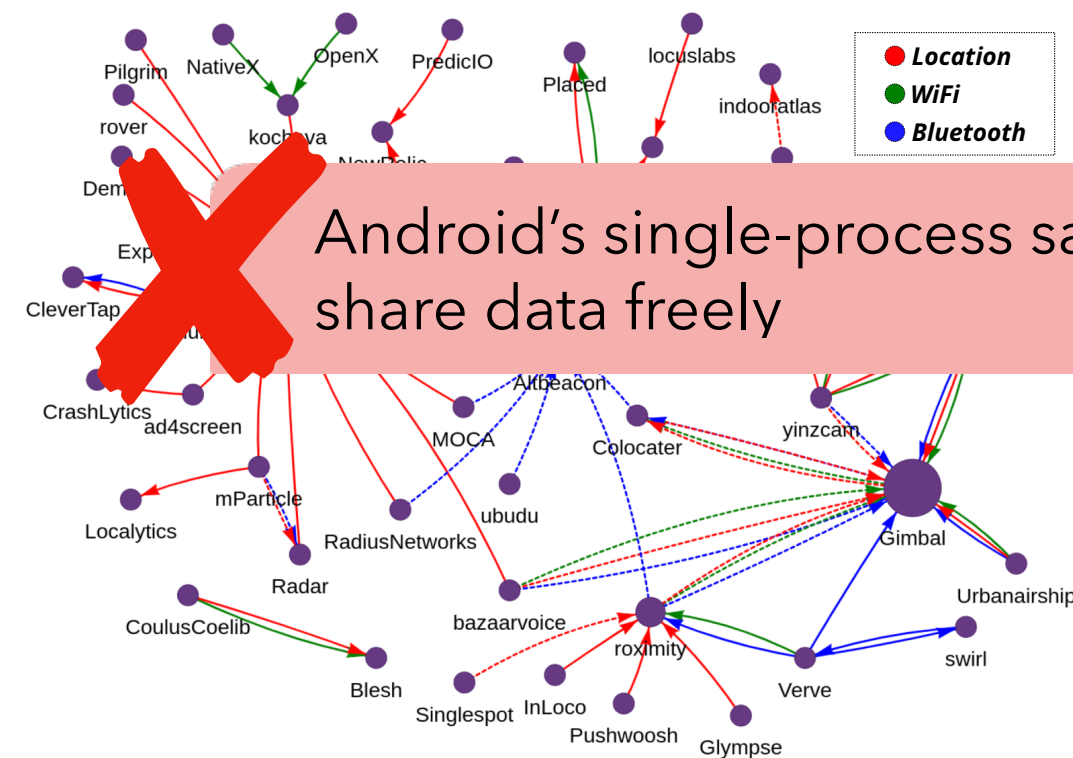 Pilgrim
NativeX
OpenX
PredicIO
Placed
locuslabs
indooratlas
Location
WiFi
Bluetooth
rover
Android's single-process
share data freely
CleverTap
CrashLytics
ad4screen
MOCA
Altbeacon
Colocater
yinzcam
mParticle
Localytics
RadiusNetworks
ubudu
Gimbal
Radar
CoulusCoelib
bazaarvoice
Urbanairship
roximity
swirl
Blesh
Verve
Singlespot
InLoco
Pushwoosh
Glympse